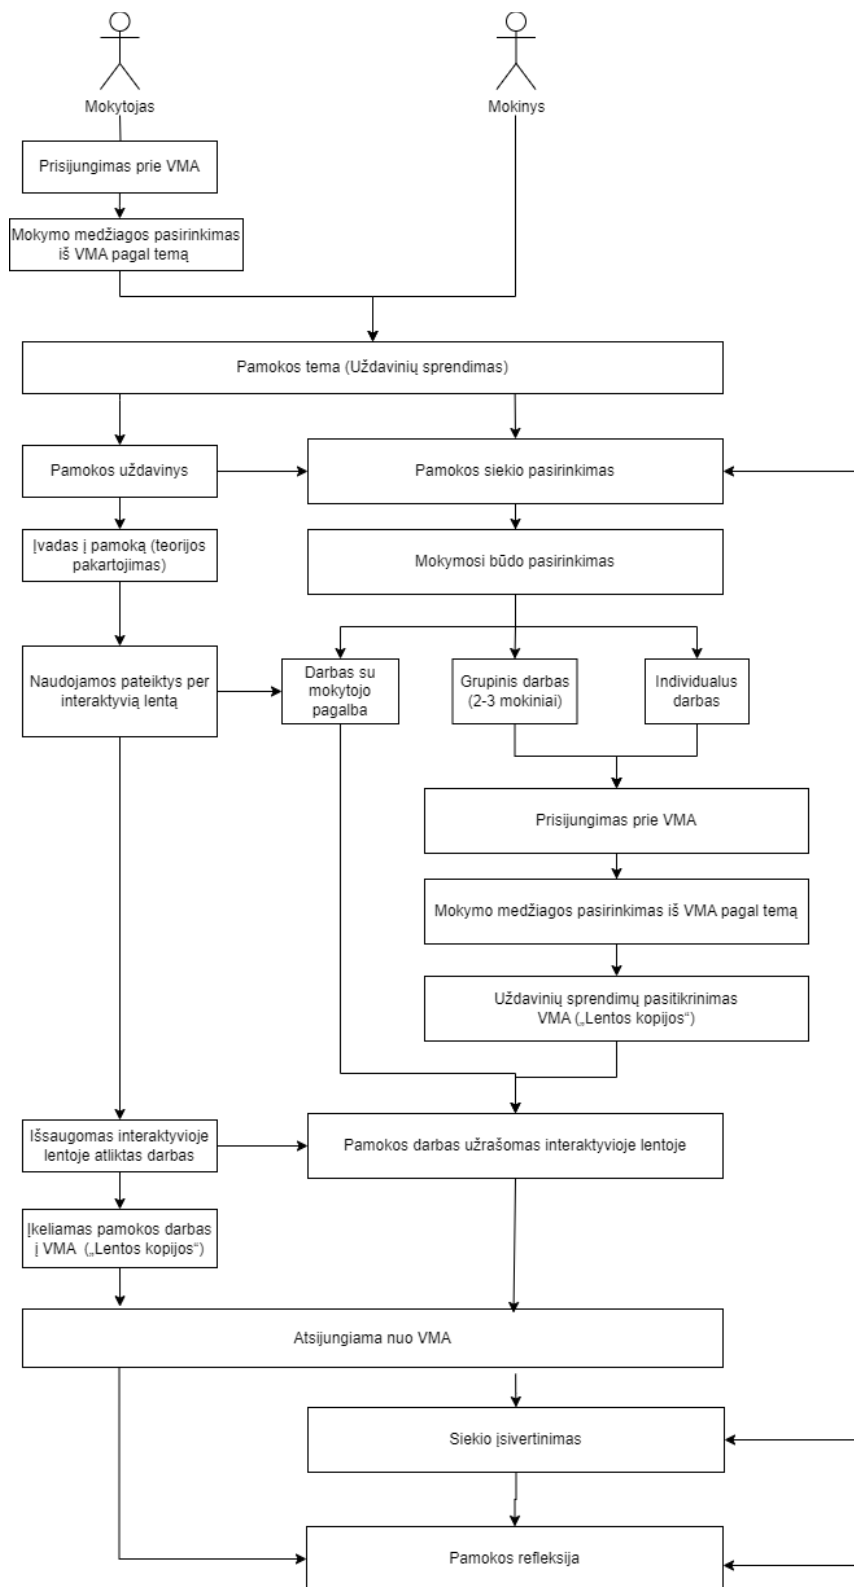 Mokytojas
Mokinys
Prisijungimas prie VMA
Mokymo medžiagos pasirinkimas
iš VMA pagal temą
Pamokos tema (Uždavinių sprendimas)
Pamokos uždavinys
Pamokos siekio pasirinkimas
Įvadas į pamoką (teorijos
pakartojimas)
Mokymosi būdo pasirinkimas
Naudojamos pateiktys per
interaktyvią lentą
Darbas su
mokytojo
pagalba
Grupinis darbas
(2-3 mokiniai)
Individualus
darbas
Prisijungimas prie VMA
Mokymo medžiagos pasirinkimas iš VMA pagal temą
Uždavinių sprendimų pasitikrinimas
VMA („Lentos kopijos“)
Išsaugomas interaktyvioje
lentoje atliktas darbas
Pamokos darbas užrašomas interaktyvioje lentoje
Įkeliamas pamokos darbas
į VMA („Lentos kopijos“)
Atsijungiama nuo VMA
Siekio įsivertinimas
Pamokos refleksija